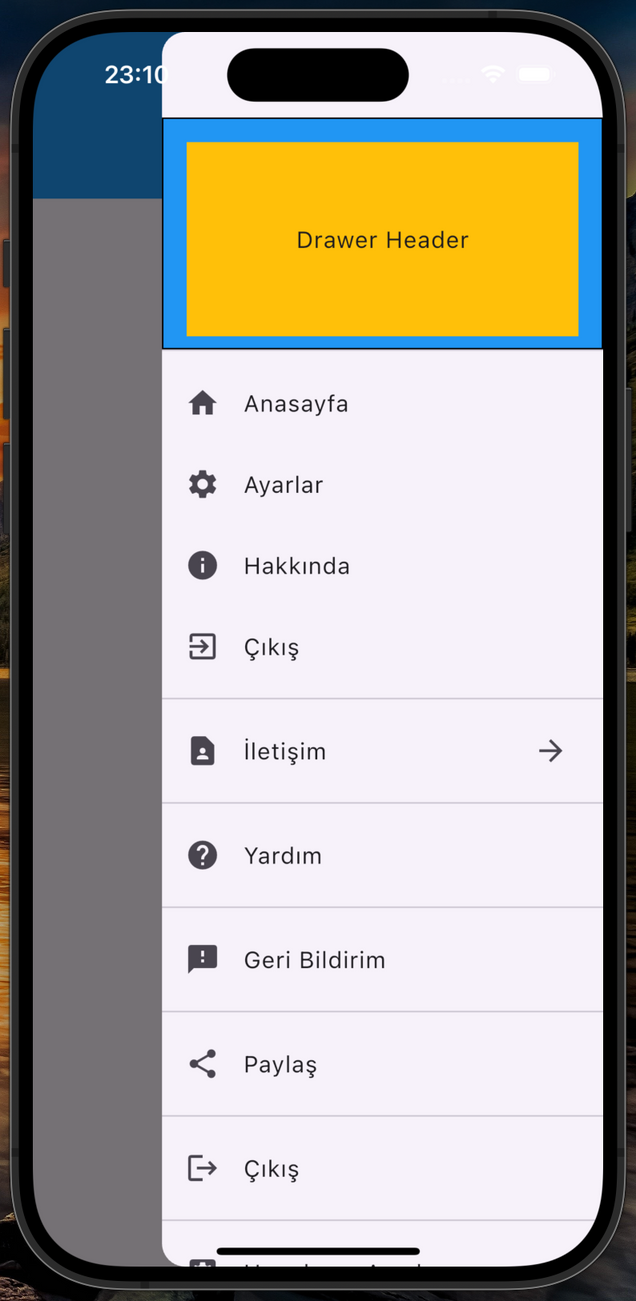 23:10
Drawer Header
Anasayfa
Ayarlar
Hakkında
Çıkış
İletişim
Yardım
Geri Bildirim
Paylaş
Çıkış